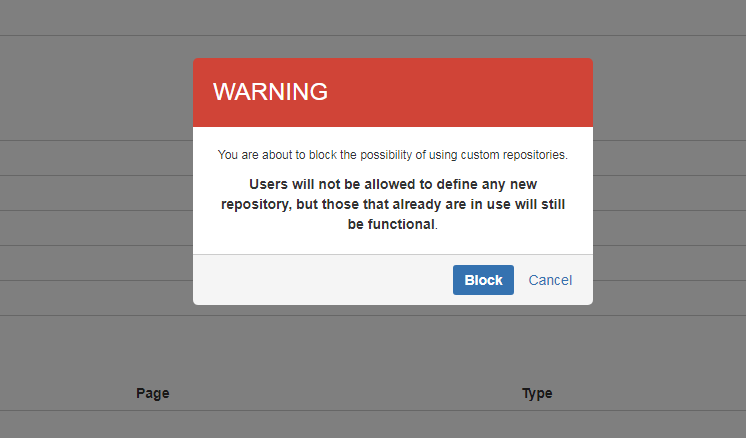 WARNING
You are about to block the possibility of using custom repositories.
Users will not be allowed to define any new
repository, but those that already are in use will still
be functional.
Block Cancel
Page Type